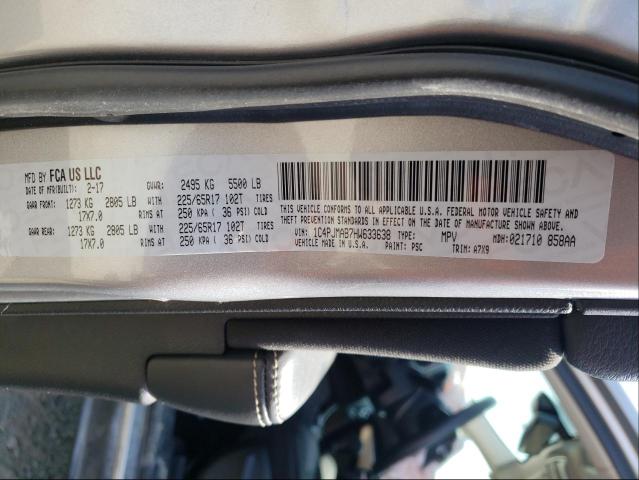 MFD BY FCA US LLC
DATE OF MFR(BUILT): 2-17 GVWR: 2495 KG 5500 LB
GAWR FRONT 1273 KG 2805 LB WITH 225/65R17 102T TIRES
17X7.0 RIMS AT 250 KPA ( 36 PSI) COLD
GAWR REAR 1273 KG 2805 LB WITH 225/65R17 102T TIRES
17X7.0 RIMS AT 250 KPA ( 36 PSI) COLD
THIS VEHICLE CONFORMS TO ALL APPLICABLE U.S.A. FEDERAL MOTOR VEHICLE SAFETY AND
THEFT PREVENTION STANDARDS IN EFFECT ON THE DATE OF MANUFACTURE SHOWN ABOVE.
VIN: 1C4PJMAB7HW633638 TYPE: MPV MDH: 021710 858AA
VEHICLE MADE IN U.S.A. PAINT: PSC TRIM: A7X9